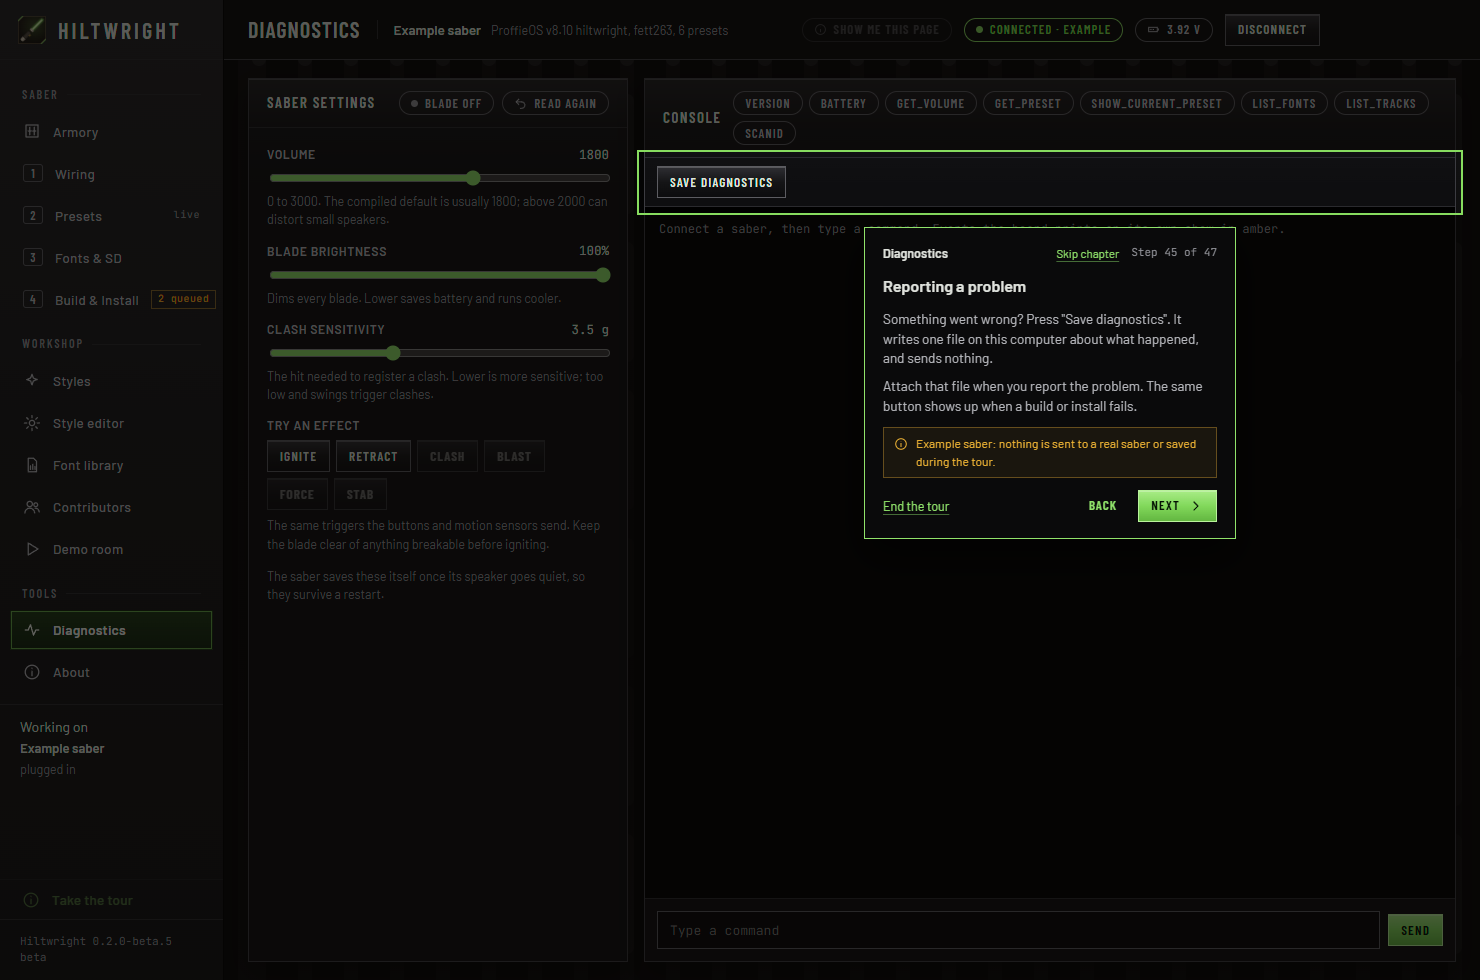 HILTWRIGHT
SABER
Armory
1 Wiring
2 Presets live
3 Fonts & SD
4 Build & Install 2 queued
WORKSHOP
Styles
Style editor
Font library
Contributors
Demo room
TOOLS
Diagnostics
About
Working on
Example saber
plugged in
Take the tour
Hiltwright 0.2.0-beta.5
beta
DIAGNOSTICS
Example saber ProffieOS v8.10 hiltwright, fett263, 6 presets
SHOW ME THIS PAGE
CONNECTED · EXAMPLE
3.92 V
DISCONNECT
SABER SETTINGS
BLADE OFF
READ AGAIN
VOLUME 1800
0 to 3000. The compiled default is usually 1800; above 2000 can
distort small speakers.
BLADE BRIGHTNESS 100%
Dims every blade. Lower saves battery and runs cooler.
CLASH SENSITIVITY 3.5 g
The hit needed to register a clash. Lower is more sensitive; too
low and swings trigger clashes.
TRY AN EFFECT
IGNITE RETRACT CLASH BLAST
FORCE STAB
The same triggers the buttons and motion sensors send. Keep
the blade clear of anything breakable before igniting.
The saber saves these itself once its speaker goes quiet, so
they survive a restart.
CONSOLE
VERSION BATTERY GET_VOLUME GET_PRESET SHOW_CURRENT_PRESET LIST_FONTS LIST_TRACKS
SCANID
SAVE DIAGNOSTICS
Connect a saber, then type a amber.
Diagnostics Skip chapter Step 45 of 47
Reporting a problem
Something went wrong? Press "Save diagnostics". It
writes one file on this computer about what happened,
and sends nothing.
Attach that file when you report the problem. The same
button shows up when a build or install fails.
Example saber: nothing is sent to a real saber or saved
during the tour.
End the tour BACK NEXT
Type a command
SEND